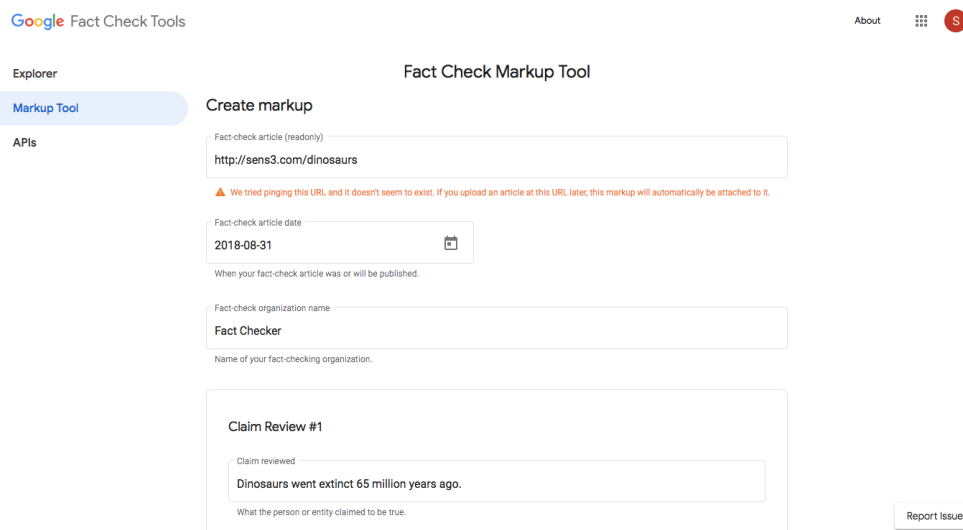 Google Fact Check Tools
About
S
Explorer
Markup Tool
APIs
Fact Check Markup Tool
Create markup
Fact-check article (readonly)
http://sens3.com/dinosaurs
We tried pinging this URL and it doesn't seem to exist. If you upload an article at this URL later, this markup will automatically be attached to it.
Fact-check article date
2018-08-31
When your fact-check article was or will be published.
Fact-check organization name
Fact Checker
Name of your fact-checking organization.
Claim Review #1
Claim reviewed
Dinosaurs went extinct 65 million years ago.
What the person or entity claimed to be true.
Report Issue